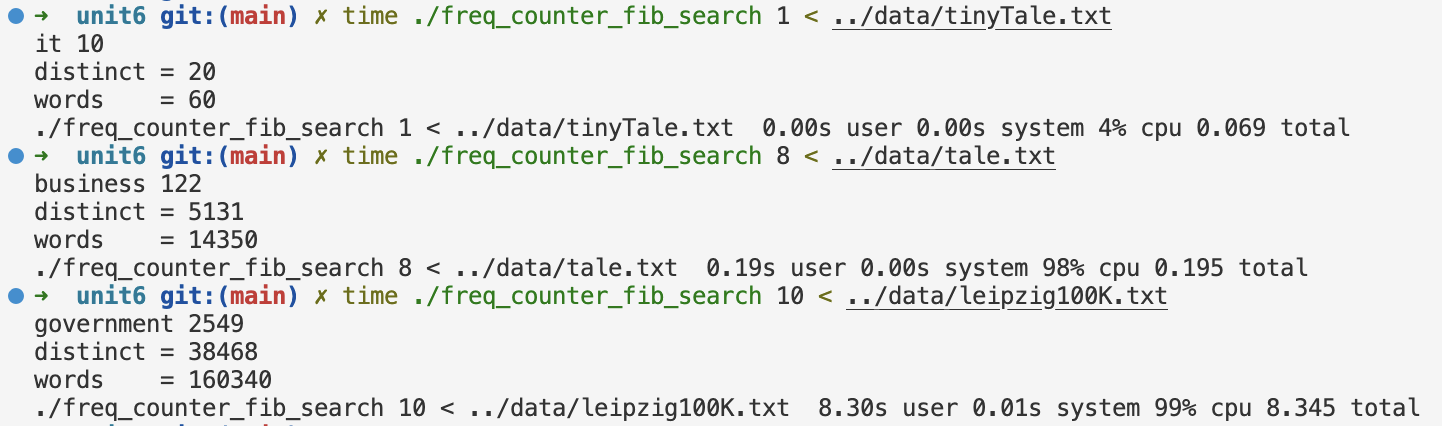 ➜  unit6 git:(main) ✗ time ./freq_counter_fib_search 1 < ../data/tinyTale.txt
it 10
distinct = 20
words    = 60
./freq_counter_fib_search 1 < ../data/tinyTale.txt  0.00s user 0.00s system 4% cpu 0.069 total
➜  unit6 git:(main) ✗ time ./freq_counter_fib_search 8 < ../data/tale.txt
business 122
distinct = 5131
words    = 14350
./freq_counter_fib_search 8 < ../data/tale.txt  0.19s user 0.00s system 98% cpu 0.195 total
➜  unit6 git:(main) ✗ time ./freq_counter_fib_search 10 < ../data/leipzig100K.txt
government 2549
distinct = 38468
words    = 160340
./freq_counter_fib_search 10 < ../data/leipzig100K.txt  8.30s user 0.01s system 99% cpu 8.345 total